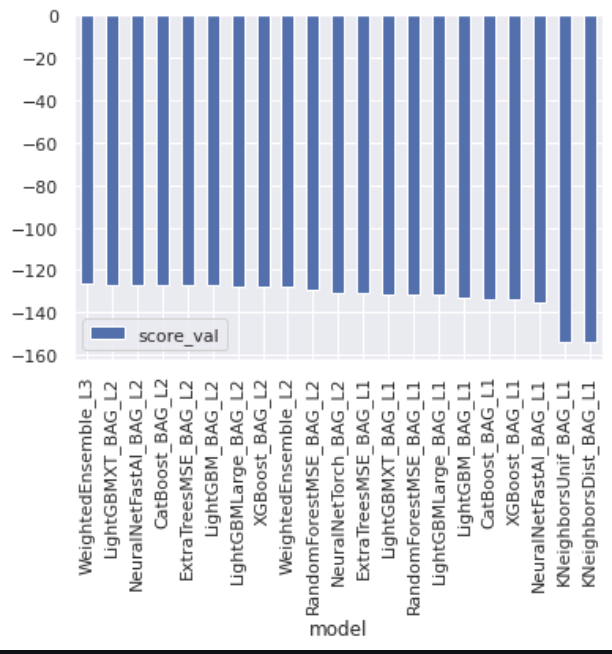 0
−20
−40
−60
−80
−100
−120
−140
−160
score_val
WeightedEnsemble_L3
LightGBMXT_BAG_L2
NeuralNetFastAI_BAG_L2
CatBoost_BAG_L2
ExtraTreesMSE_BAG_L2
LightGBM_BAG_L2
LightGBMLarge_BAG_L2
XGBoost_BAG_L2
WeightedEnsemble_L2
RandomForestMSE_BAG_L2
NeuralNetTorch_BAG_L2
ExtraTreesMSE_BAG_L1
LightGBMXT_BAG_L1
RandomForestMSE_BAG_L1
LightGBMLarge_BAG_L1
LightGBM_BAG_L1
CatBoost_BAG_L1
XGBoost_BAG_L1
NeuralNetFastAI_BAG_L1
KNeighborsUnif_BAG_L1
KNeighborsDist_BAG_L1
model